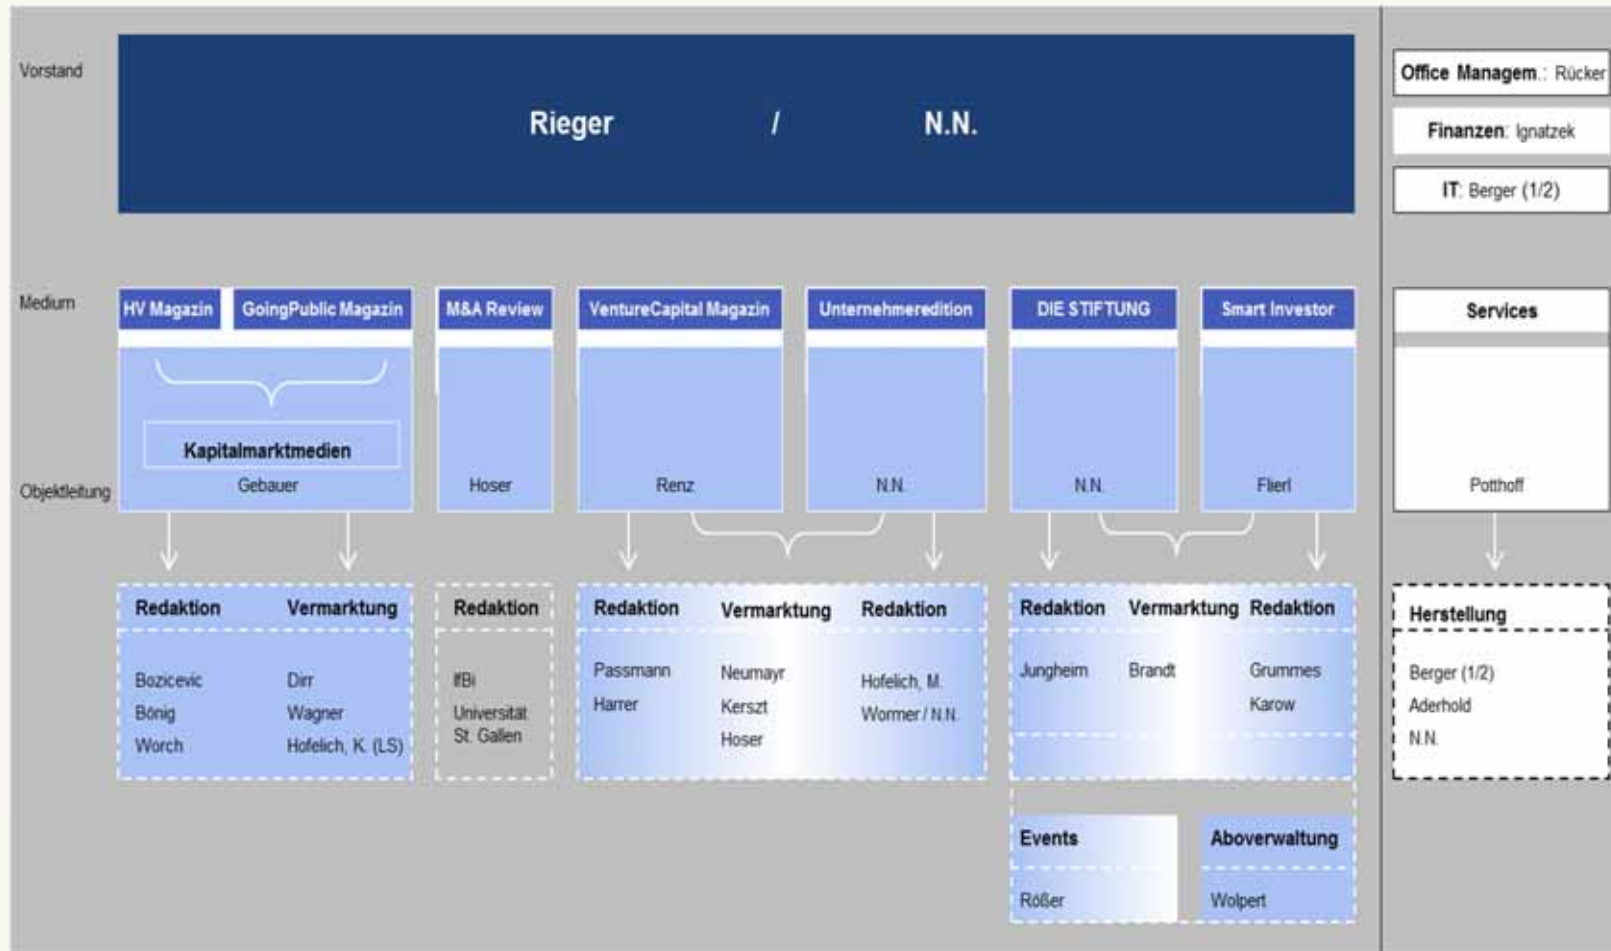 Vorstand
Rieger / N.N.
Office Managem.: Rücker
Finanzen: Ignatzek
IT: Berger (1/2)
Medium
HV Magazin
GoingPublic Magazin
M&A Review
VentureCapital Magazin
Unternehmeredition
DIE STIFTUNG
Smart Investor
Services
Kapitalmarktmedien
Objektleitung
Gebauer
Hoser
Renz
N.N.
N.N.
Flierl
Potthoff
Redaktion
Bozicevic
Bönig
Worch
Vermarktung
Dirr
Wagner
Hofelich, K. (LS)
Redaktion
IfBi
Universität
St. Gallen
Redaktion
Passmann
Harrer
Vermarktung
Neumayr
Kerszt
Hoser
Redaktion
Hofelich, M.
Wormer / N.N.
Redaktion
Jungheim
Vermarktung
Brandt
Redaktion
Grummes
Karow
Herstellung
Berger (1/2)
Aderhold
N.N.
Events
Rößer
Aboverwaltung
Wolpert